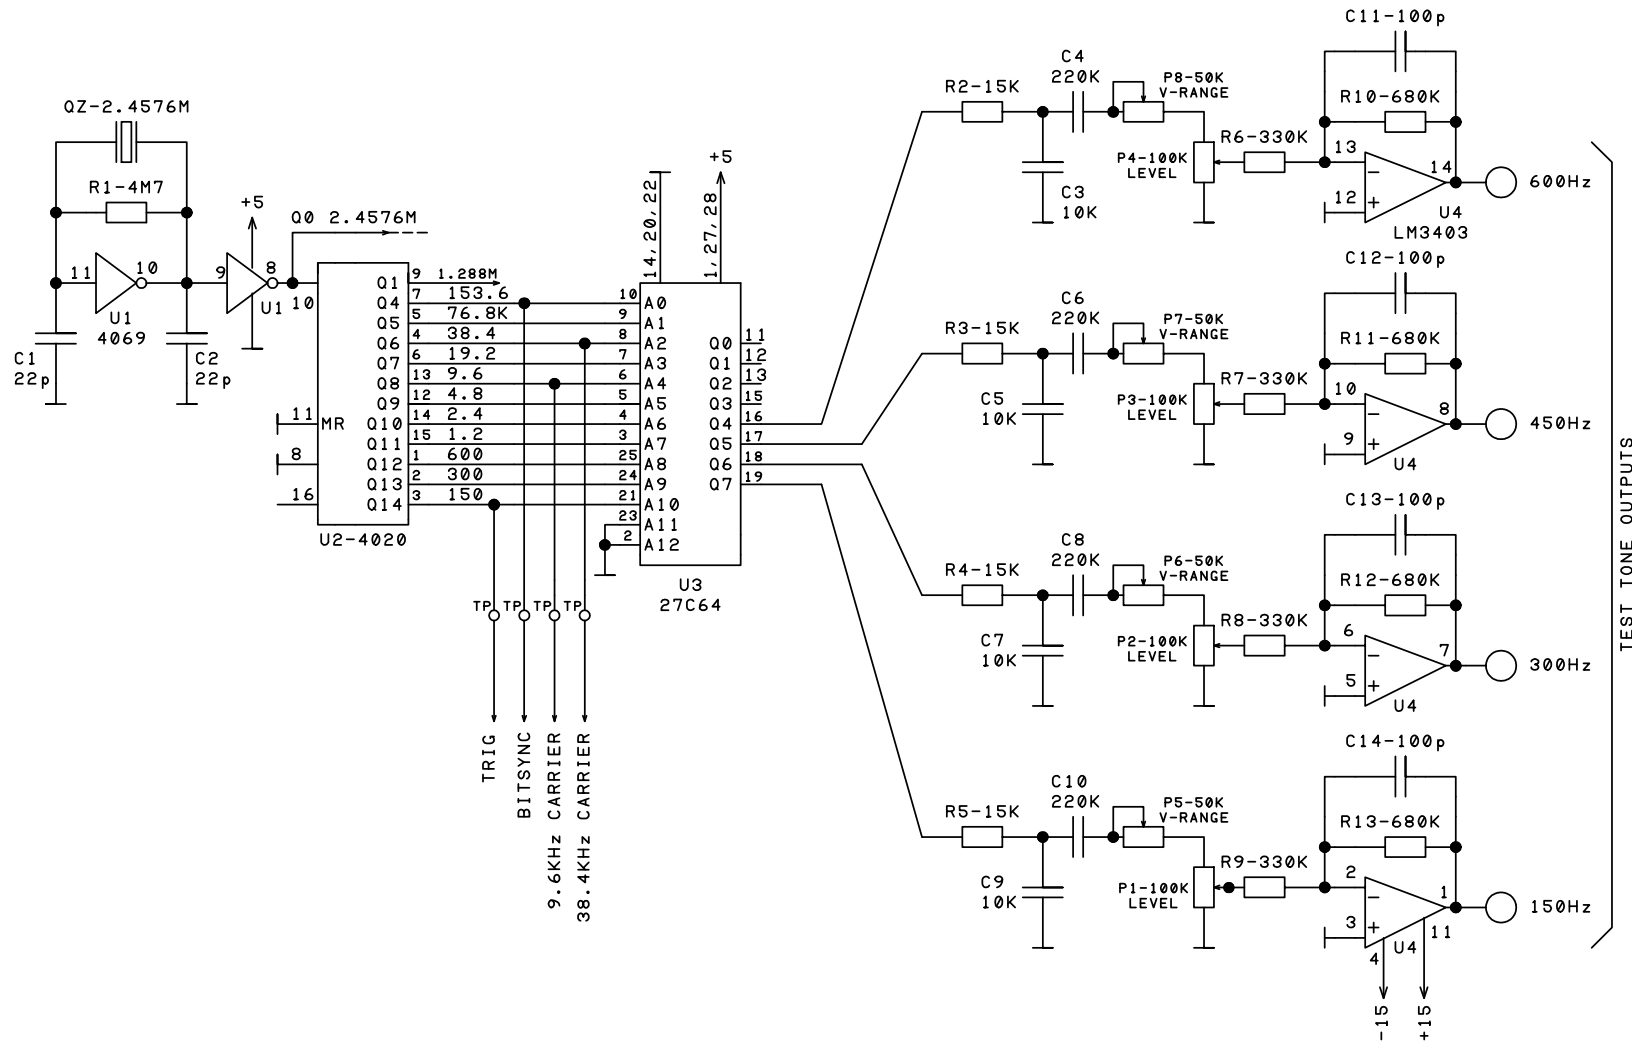 QZ-2.4576M
R1-4M7
+5
11
10
U1
4069
C1
22p
C2
22p
9
8
U1
Q0 2.4576M
10
11
MR
8
16
Q1
9
1.288M
Q4
7
153.6
Q5
5
76.8K
Q6
4
38.4
Q7
6
19.2
Q8
13
9.6
Q9
12
4.8
Q10
14
2.4
Q11
15
1.2
Q12
1
600
Q13
2
300
Q14
3
150
U2-4020
TP
TP
TP
TP
TRIG
BITSYNC
9.6KHz CARRIER
38.4KHz CARRIER
14,20,22
+5
1,27,28
10
A0
9
A1
8
A2
7
A3
6
A4
5
A5
4
A6
3
A7
25
A8
24
A9
21
A10
23
A11
2
A12
Q0
11
Q1
12
Q2
13
Q3
15
Q4
16
Q5
17
Q6
18
Q7
19
U3
27C64
R2-15K
C4
220K
P8-50K
V-RANGE
C3
10K
P4-100K
LEVEL
R6-330K
C11-100p
R10-680K
13
12
14
U4
LM3403
600Hz
R3-15K
C6
220K
P7-50K
V-RANGE
C5
10K
P3-100K
LEVEL
R7-330K
C12-100p
R11-680K
10
9
8
U4
450Hz
R4-15K
C8
220K
P6-50K
V-RANGE
C7
10K
P2-100K
LEVEL
R8-330K
C13-100p
R12-680K
6
5
7
U4
300Hz
R5-15K
C10
220K
P5-50K
V-RANGE
C9
10K
P1-100K
LEVEL
R9-330K
C14-100p
R13-680K
2
3
1
U4
4
11
-15
+15
150Hz
TEST TONE OUTPUTS